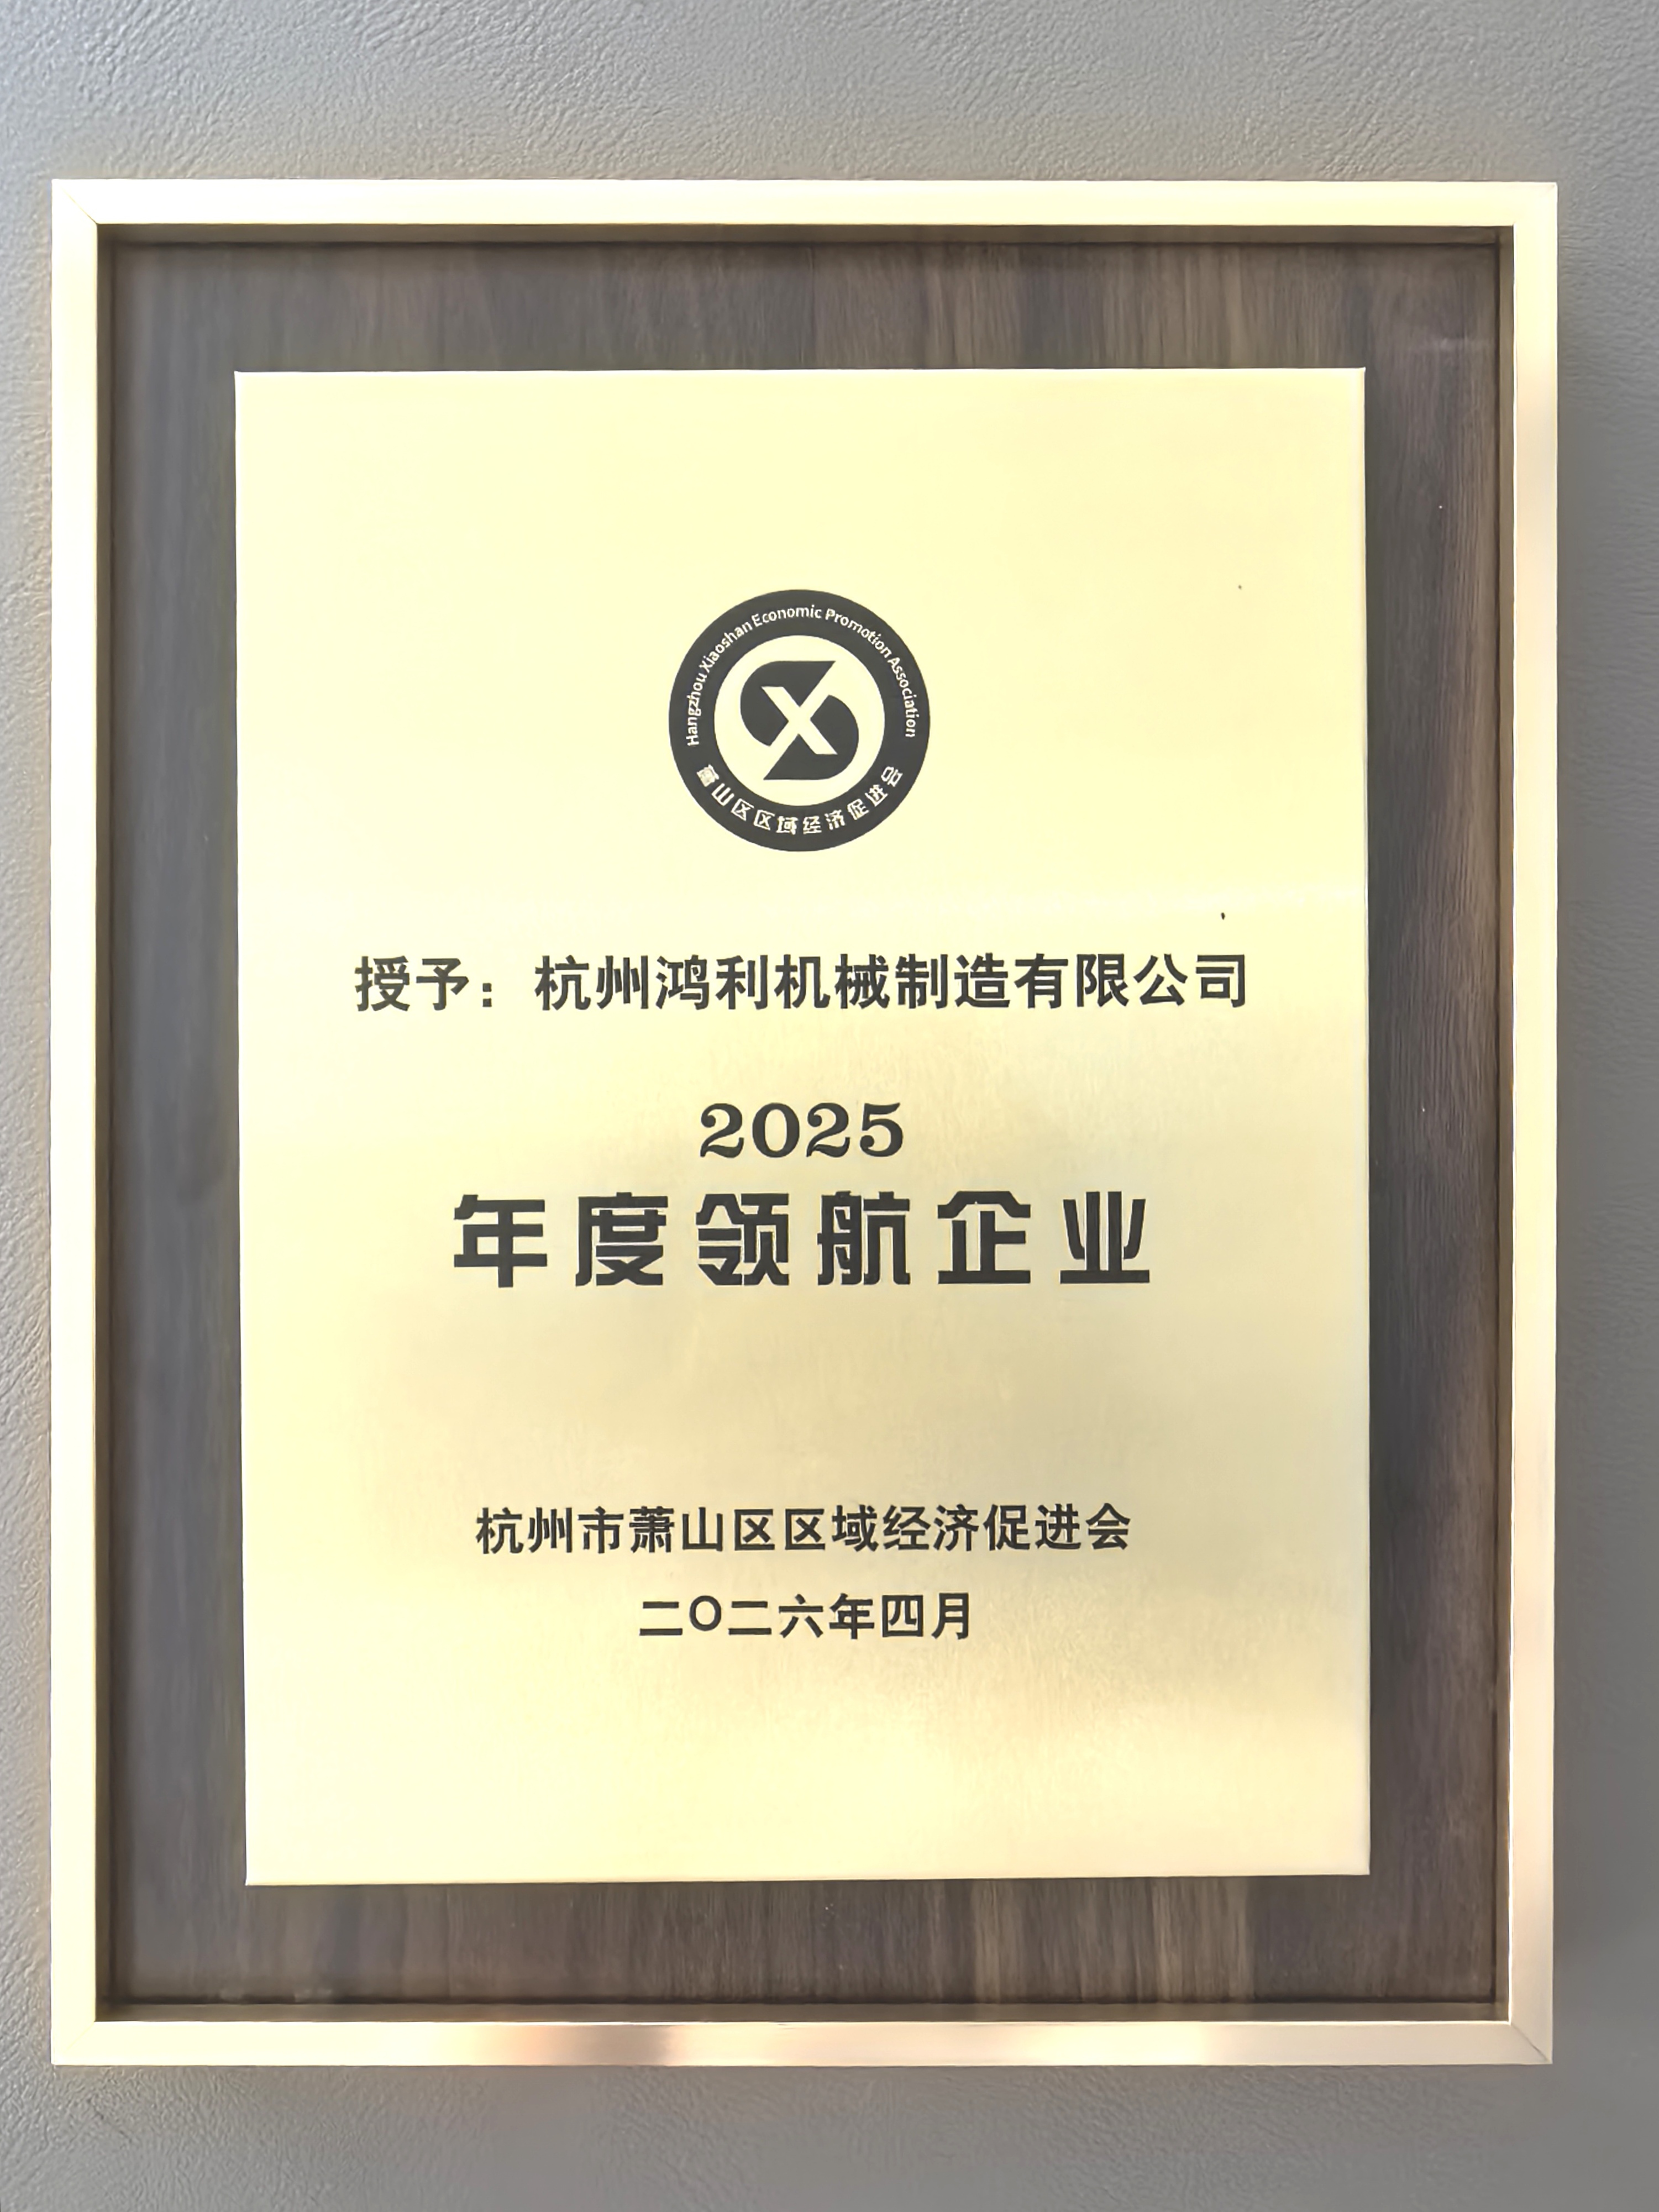 Hangzhou Xiaoshan Economic Promotion Association
萧山区区域经济促进会
授予：杭州鸿利机械制造有限公司
2025
年度领航企业
杭州市萧山区区域经济促进会
二〇二六年四月